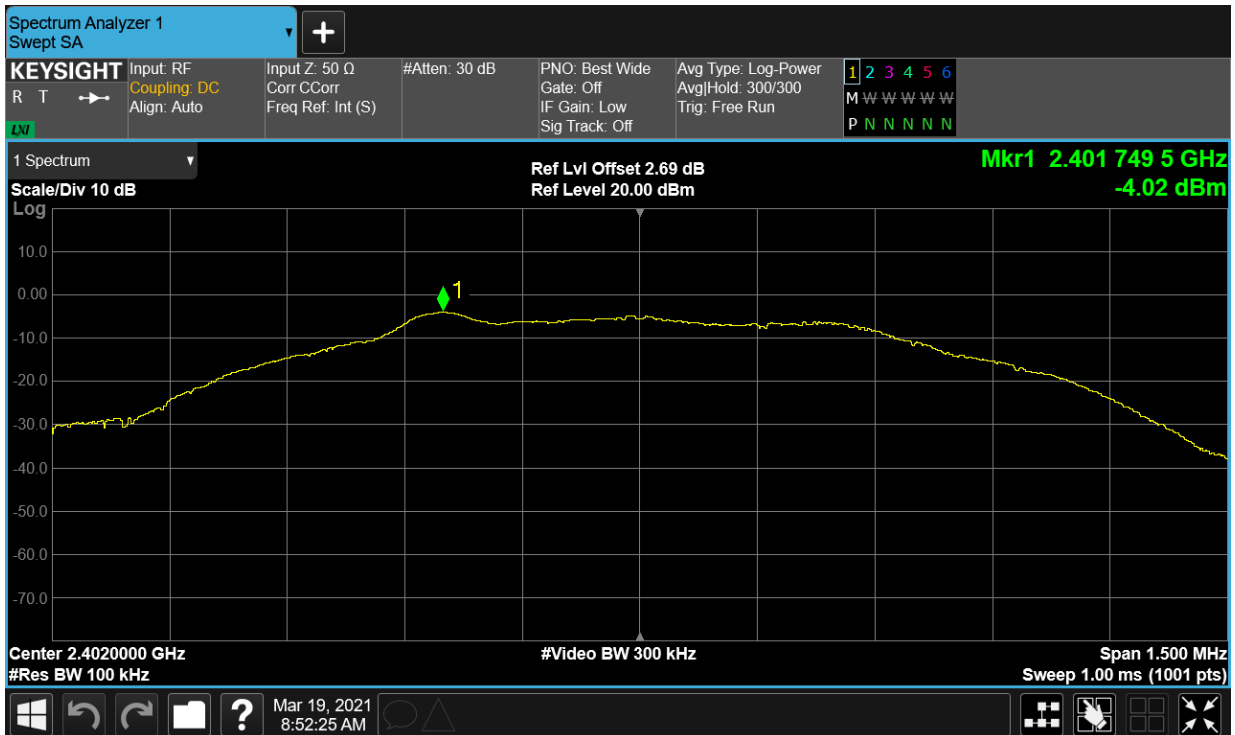 Spectrum Analyzer 1
Swept SA
▼
+
KEYSIGHT
R T
LXI
Input: RF
Coupling: DC
Align: Auto
Input Z: 50 Ω
Corr CCorr
Freq Ref: Int (S)
#Atten: 30 dB
PNO: Best Wide
Gate: Off
IF Gain: Low
Sig Track: Off
Avg Type: Log-Power
Avg|Hold: 300/300
Trig: Free Run
1 2 3 4 5 6
M W W W W W
P N N N N N
1 Spectrum ▼
Scale/Div 10 dB
Log
Ref Lvl Offset 2.69 dB
Ref Level 20.00 dBm
Mkr1 2.401 749 5 GHz
-4.02 dBm
1
10.0
0.00
-10.0
-20.0
-30.0
-40.0
-50.0
-60.0
-70.0
Center 2.4020000 GHz
#Res BW 100 kHz
#Video BW 300 kHz
Span 1.500 MHz
Sweep 1.00 ms (1001 pts)
?
Mar 19, 2021
8:52:25 AM